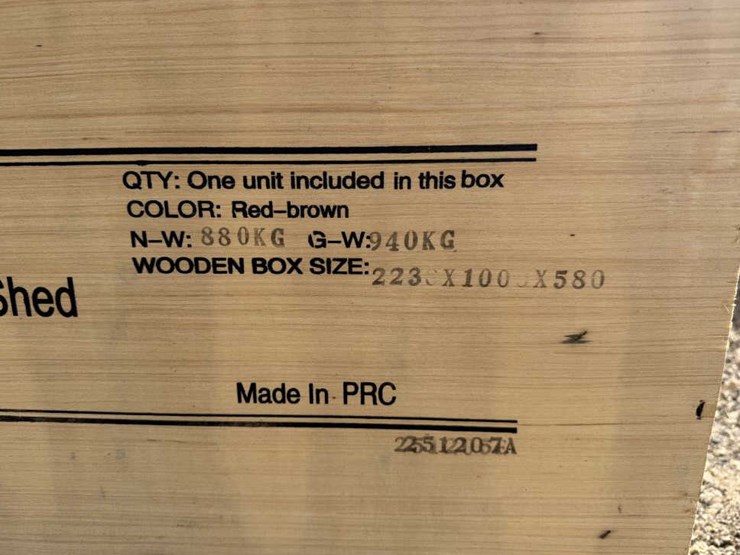 QTY: One unit included in this box
COLOR: Red-brown
N-W: 880KG G-W:940KG
WOODEN BOX SIZE: X580
Shed
Made In PRC